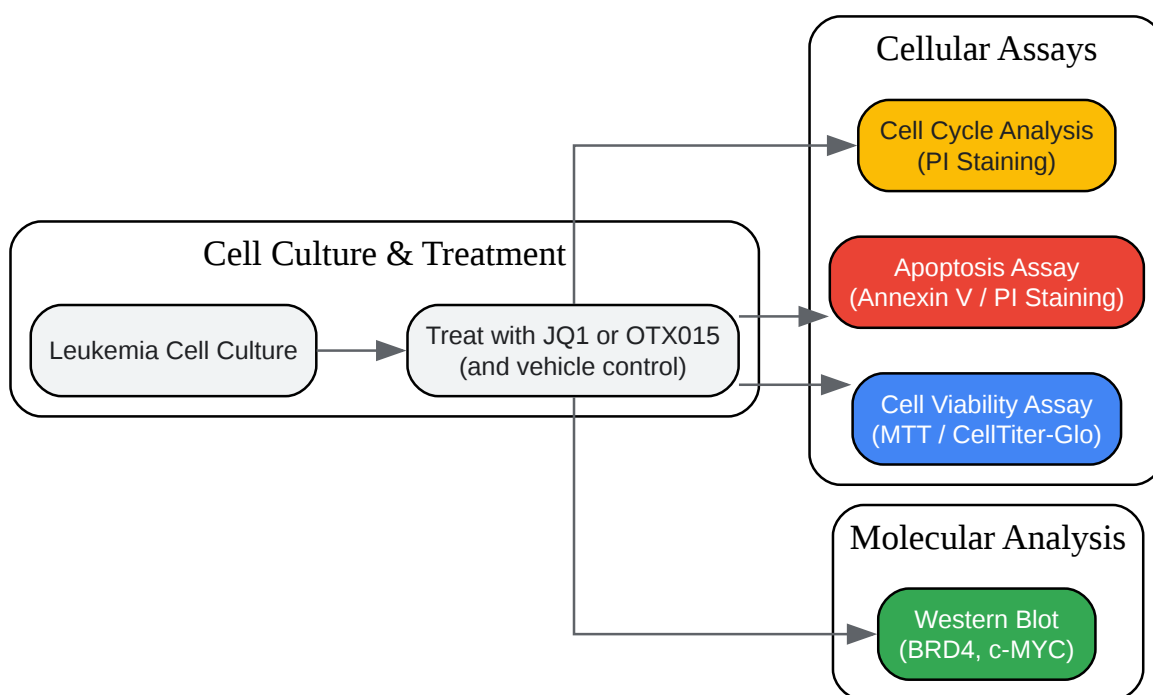 Cell Culture & Treatment
Leukemia Cell Culture
Treat with JQ1 or OTX015
(and vehicle control)
Cellular Assays
Cell Cycle Analysis
(PI Staining)
Apoptosis Assay
(Annexin V / PI Staining)
Cell Viability Assay
(MTT / CellTiter-Glo)
Molecular Analysis
Western Blot
(BRD4, c-MYC)